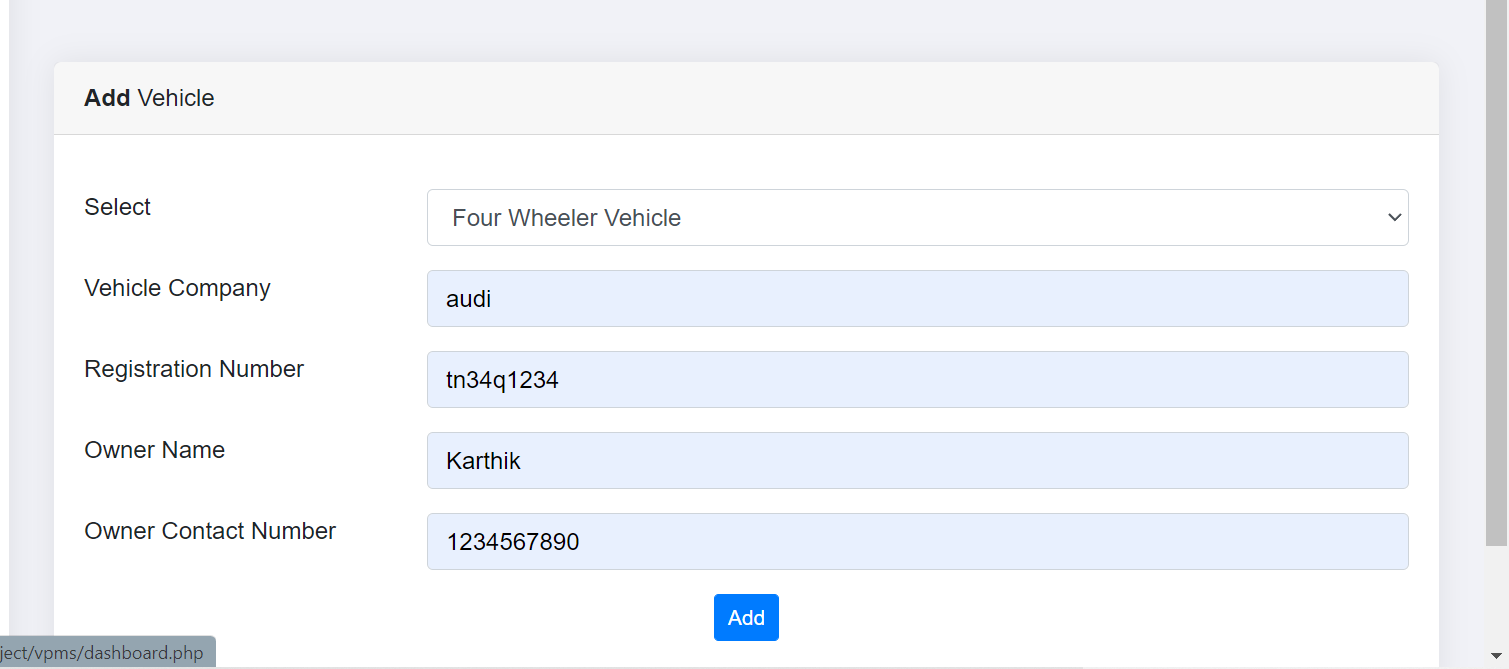 Add Vehicle
Select
Four Wheeler Vehicle
Vehicle Company
audi
Registration Number
tn34q1234
Owner Name
Karthik
Owner Contact Number
1234567890
Add
ject/vpms/dashboard.php